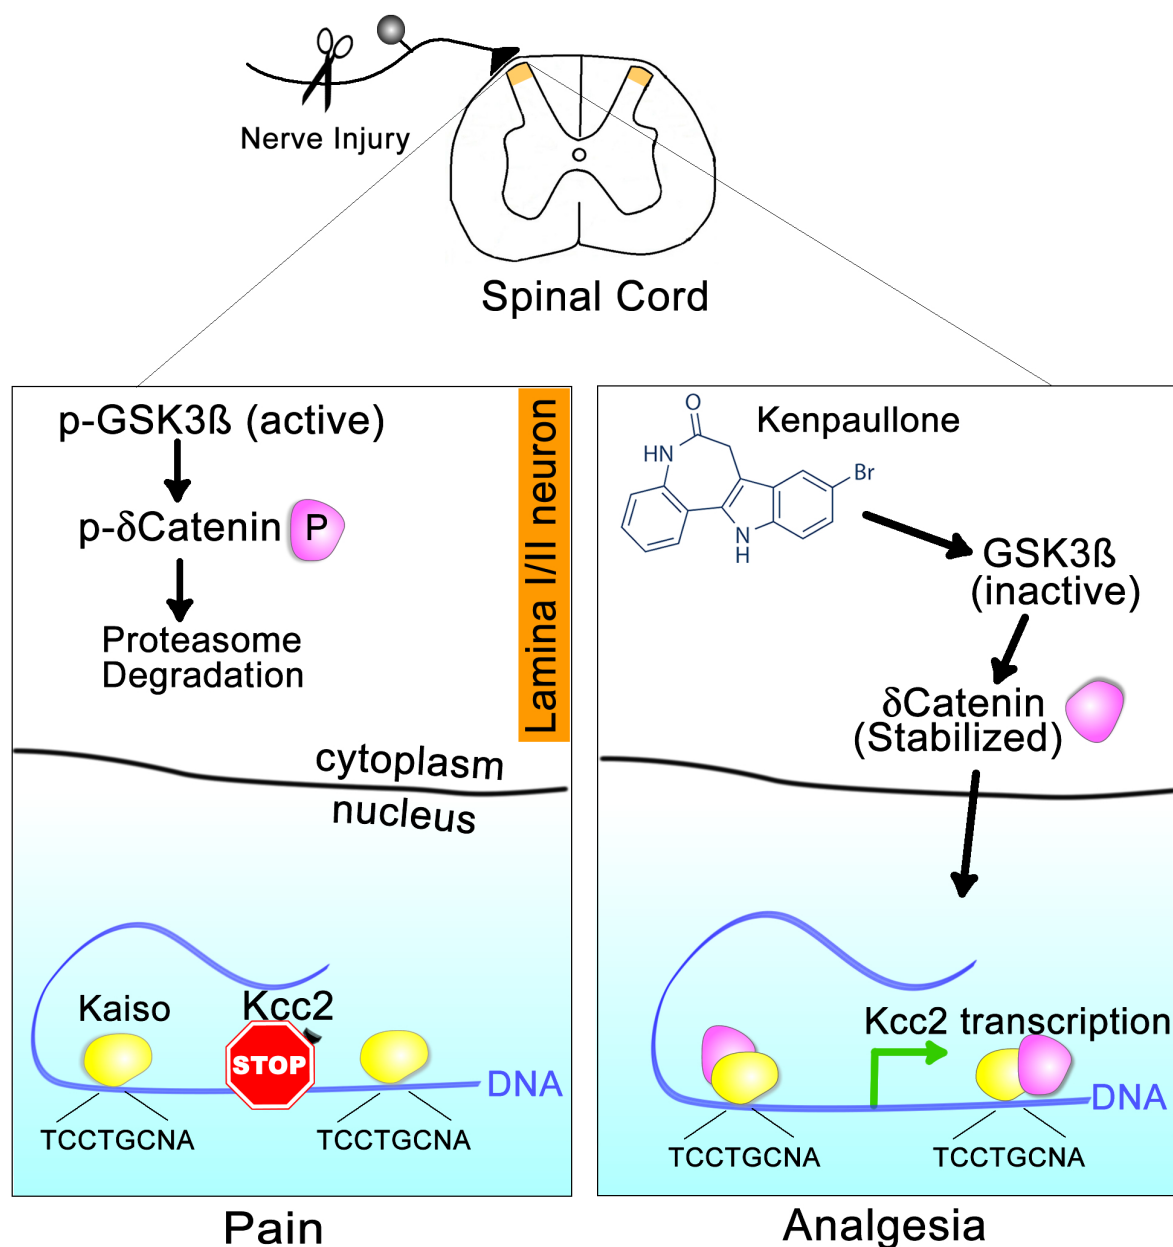 Nerve Injury
Spinal Cord
p-GSK3ß (active)
p-δCatenin P
Proteasome
Degradation
Lamina I/II neuron
cytoplasm
nucleus
Kaiso
Kcc2
STOP
DNA
TCCTGCNA
TCCTGCNA
Pain
Kenpaullone
O
HN
Br
N
H
GSK3ß
(inactive)
δCatenin
(Stabilized)
Kcc2 transcription
DNA
TCCTGCNA
TCCTGCNA
Analgesia